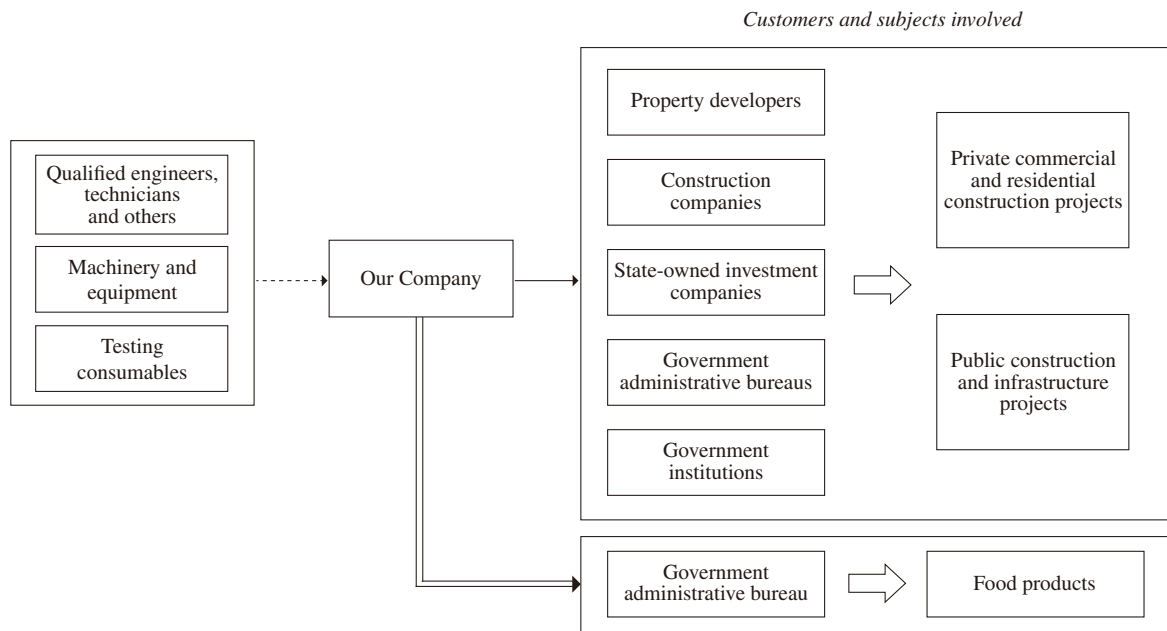 Customers and subjects involved
Qualified engineers,
technicians
and others
Machinery and
equipment
Testing
consumables
Our Company
Property developers
Construction
companies
State-owned investment
companies
Government
administrative bureaus
Government
institutions
Private commercial
and residential
construction projects
Public construction
and infrastructure
projects
Government
administrative bureau
Food products